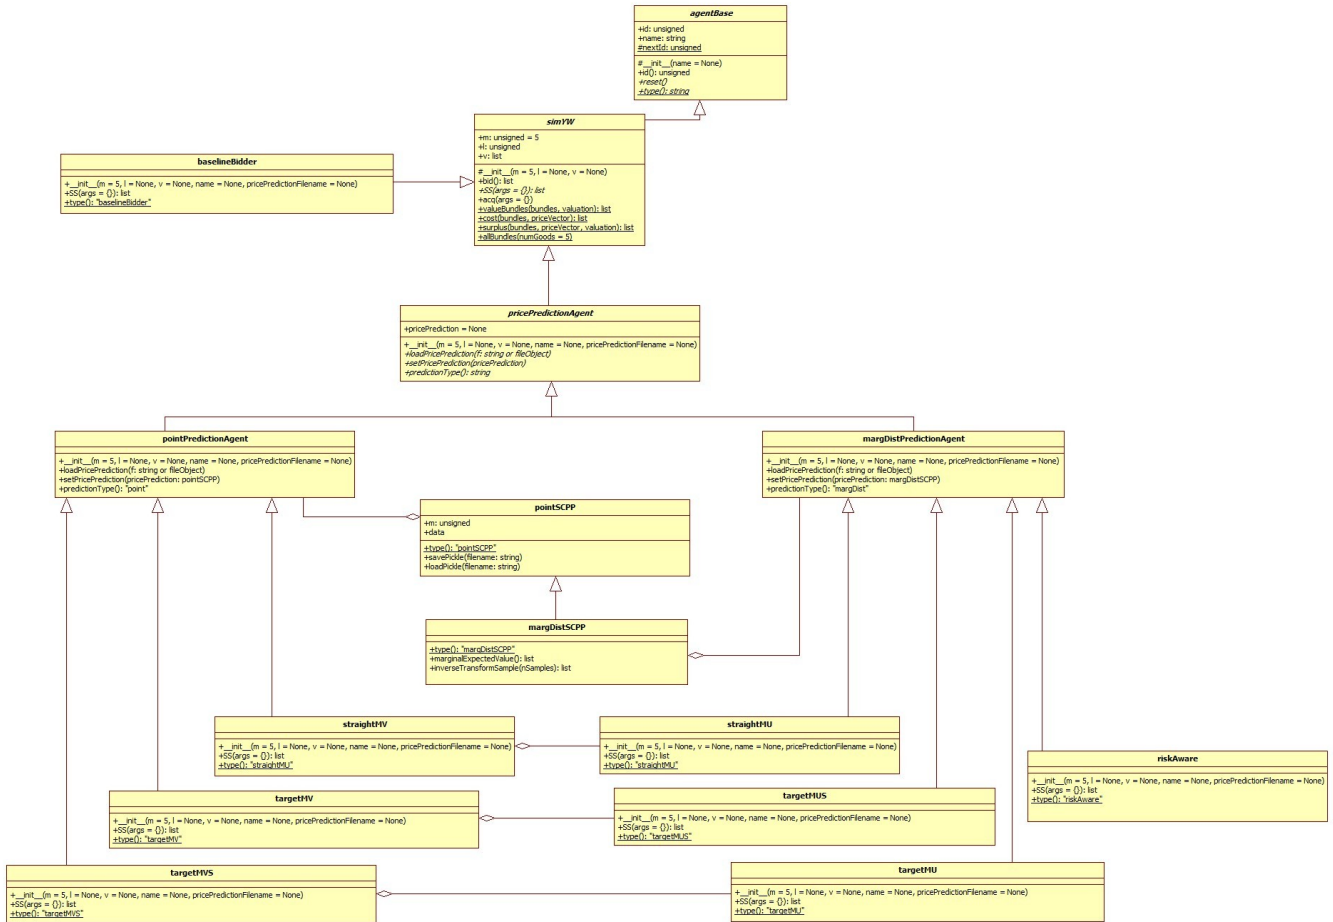 agentBase
+id: unsigned
+name: string
#nextId: unsigned
#__init__(name = None)
+id(): unsigned
+reset()
+type(): string
simYW
+m: unsigned = 5
+l: unsigned
+v: list
#__init__(m = 5, l = None, v = None)
+bid(): list
+SS(args = {}): list
+acq(args = {})
+valueBundles(bundles, valuation): list
+cost(bundles, priceVector): list
+surplus(bundles, priceVector, valuation): list
+allBundles(numGoods = 5)
baselineBidder
+__init__(m = 5, l = None, v = None, name = None, pricePredictionFilename = None)
+SS(args = {}): list
+type(): "baselineBidder"
pricePredictionAgent
+pricePrediction = None
+__init__(m = 5, l = None, v = None, name = None, pricePredictionFilename = None)
+loadPricePrediction(f: string or fileObject)
+setPricePrediction(pricePrediction)
+predictionType(): string
pointPredictionAgent
+__init__(m = 5, l = None, v = None, name = None, pricePredictionFilename = None)
+loadPricePrediction(f: string or fileObject)
+setPricePrediction(pricePrediction: pointSCPP)
+predictionType(): "point"
margDistPredictionAgent
+__init__(m = 5, l = None, v = None, name = None, pricePredictionFilename = None)
+loadPricePrediction(f: string or fileObject)
+setPricePrediction(pricePrediction: margDistSCPP)
+predictionType(): "margDist"
pointSCPP
+m: unsigned
+data
+type(): "pointSCPP"
+savePickle(filename: string)
+loadPickle(filename: string)
margDistSCPP
+type(): "margDistSCPP"
+marginalExpectedValue(): list
+inverseTransformSample(nSamples): list
straightMV
+__init__(m = 5, l = None, v = None, name = None, pricePredictionFilename = None)
+SS(args = {}): list
+type(): "straightMU"
straightMU
+__init__(m = 5, l = None, v = None, name = None, pricePredictionFilename = None)
+SS(args = {}): list
+type(): "straightMU"
riskAware
+__init__(m = 5, l = None, v = None, name = None, pricePredictionFilename = None)
+SS(args = {}): list
+type(): "riskAware"
targetMV
+__init__(m = 5, l = None, v = None, name = None, pricePredictionFilename = None)
+SS(args = {}): list
+type(): "targetMV"
targetMUS
+__init__(m = 5, l = None, v = None, name = None, pricePredictionFilename = None)
+SS(args = {}): list
+type(): "targetMUS"
targetMVS
+__init__(m = 5, l = None, v = None, name = None, pricePredictionFilename = None)
+SS(args = {}): list
+type(): "targetMVS"
targetMU
+__init__(m = 5, l = None, v = None, name = None, pricePredictionFilename = None)
+SS(args = {}): list
+type(): "targetMU"